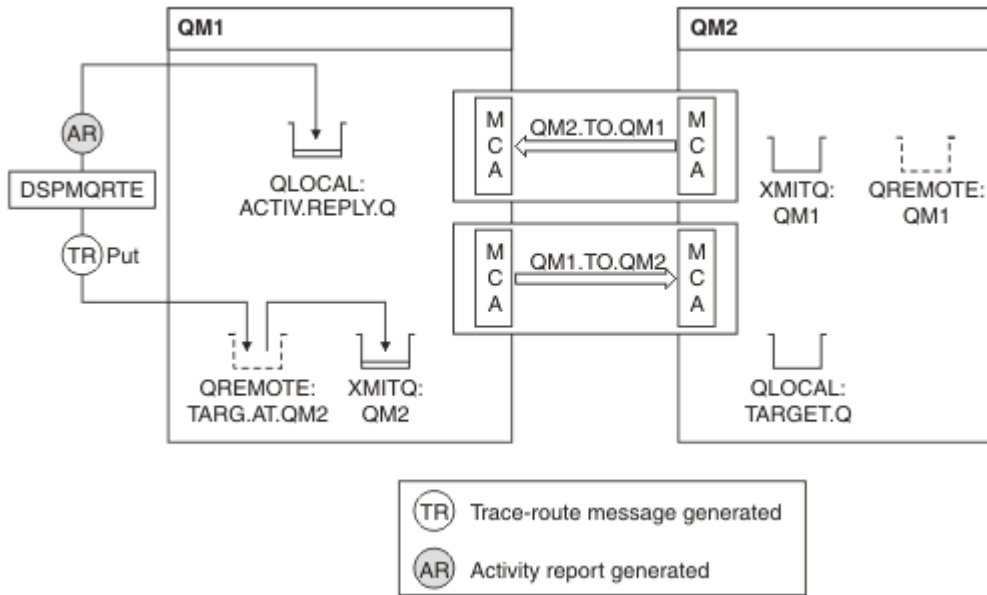 QM1
QM2
AR
DSPMQRTE
TR Put
QLOCAL:
ACTIV.REPLY.Q
M
C
A
QM2.TO.QM1
M
C
A
XMITQ:
QM1
QREMOTE:
QM1
M
C
A
QM1.TO.QM2
M
C
A
QREMOTE:
TARG.AT.QM2
XMITQ:
QM2
QLOCAL:
TARGET.Q
TR Trace-route message generated
AR Activity report generated